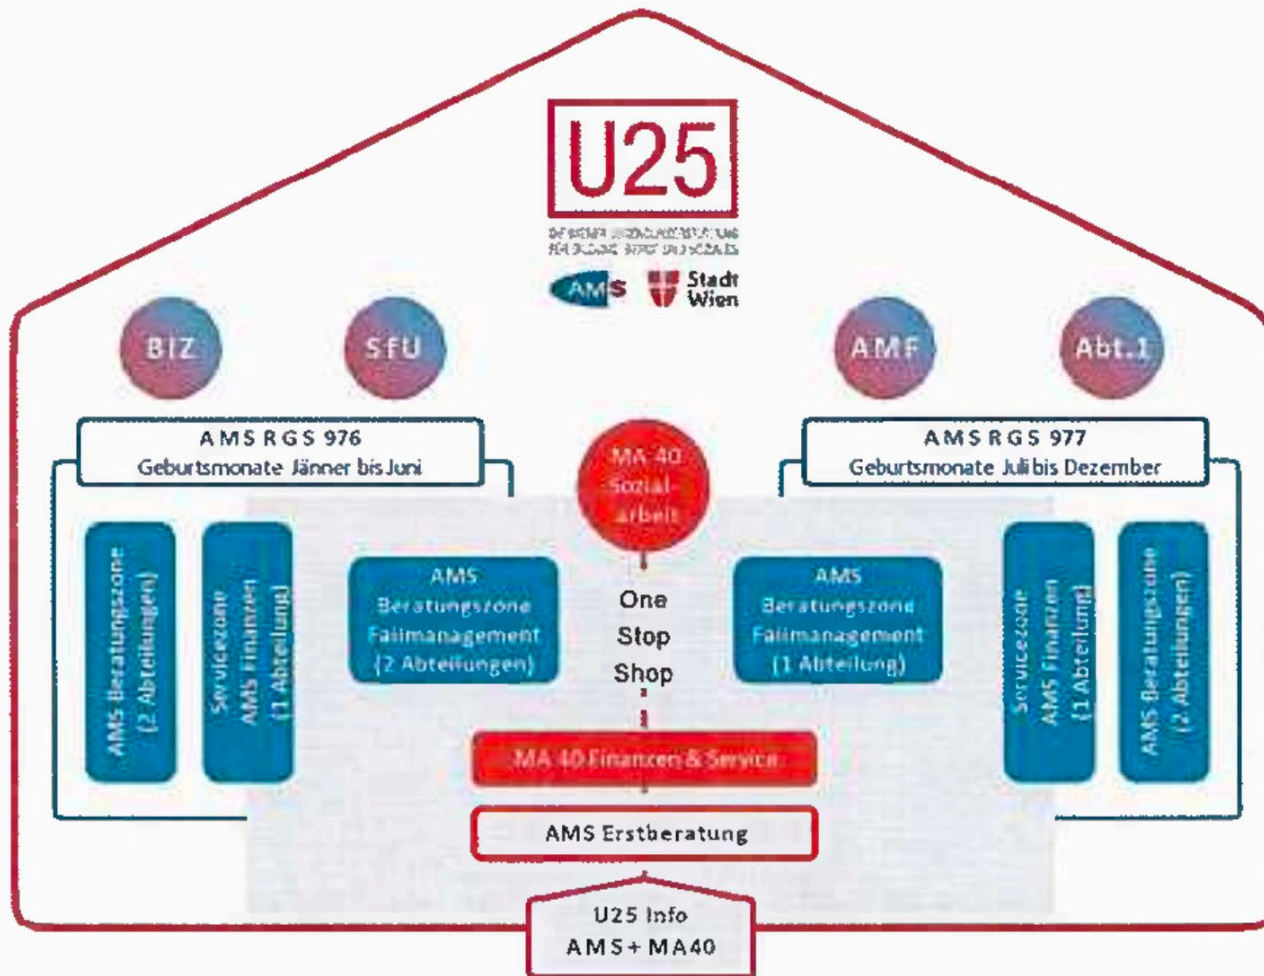 U25
AMS
Stadt
Wien
BIZ
SfU
AMF
Abt.1
AMS RGS 976
Geburtsmonate Jänner bis Juni
AMS RGS 977
Geburtsmonate Juli bis Dezember
MA 40
Sozial-
arbeit
AMS Beratungszone
(2 Abteilungen)
Servicezone
AMS Finanzen
(1 Abteilung)
AMS
Beratungszone
Fallmanagement
(2 Abteilungen)
One
Stop
Shop
AMS
Beratungszone
Fallmanagement
(1 Abteilung)
Servicezone
AMS Finanzen
(1 Abteilung)
AMS Beratungszone
(2 Abteilungen)
MA 40 Finanzen & Service
AMS Erstberatung
U25 Info
AMS + MA40